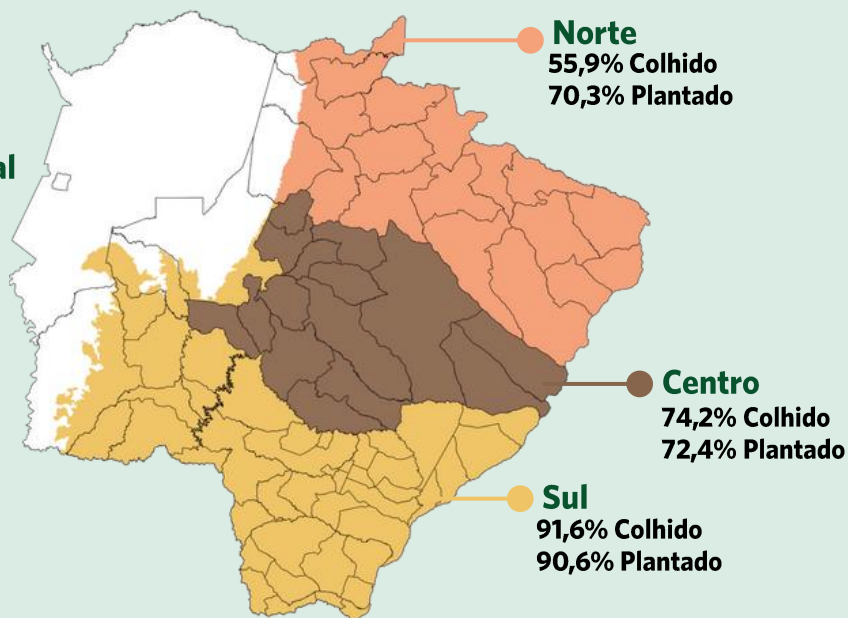 Norte
55,9% Colhido
70,3% Plantado
al
Centro
74,2% Colhido
72,4% Plantado
Sul
91,6% Colhido
90,6% Plantado